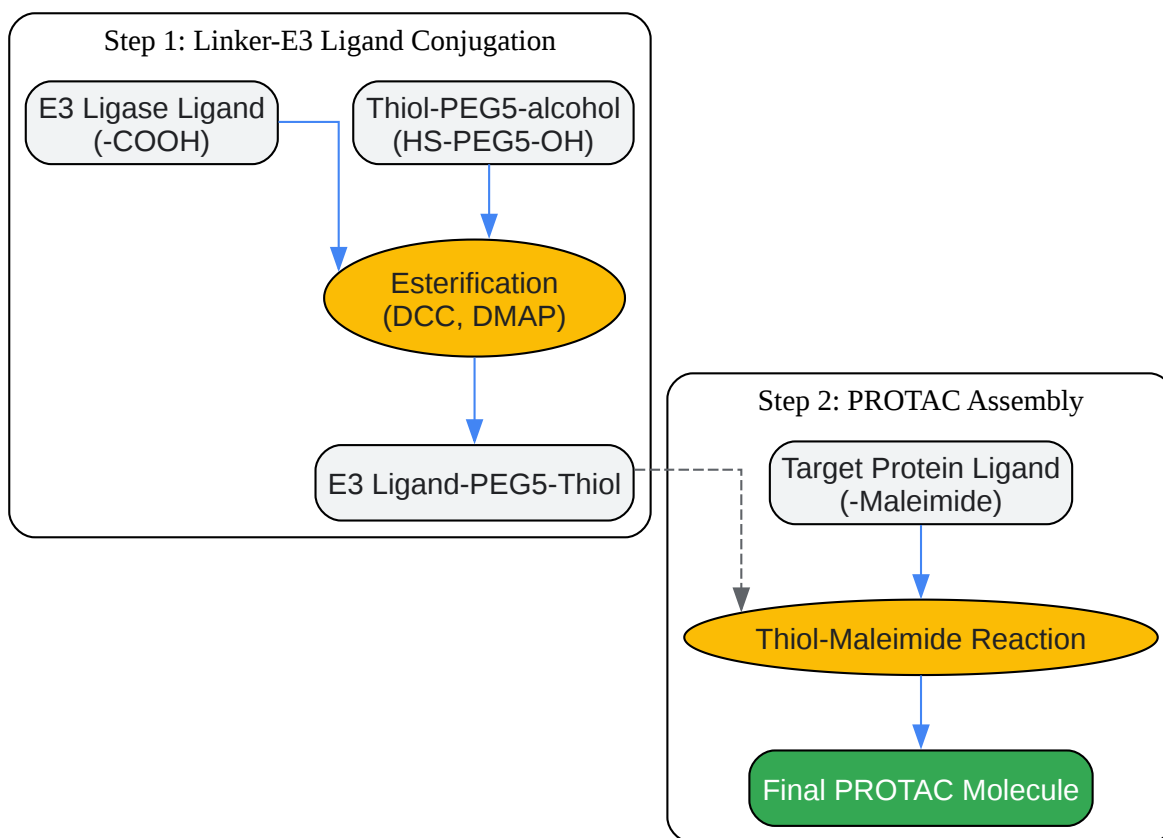 Step 1: Linker-E3 Ligand Conjugation
E3 Ligase Ligand
(-COOH)
Thiol-PEG5-alcohol
(HS-PEG5-OH)
Esterification
(DCC, DMAP)
E3 Ligand-PEG5-Thiol
Step 2: PROTAC Assembly
Target Protein Ligand
(-Maleimide)
Thiol-Maleimide Reaction
Final PROTAC Molecule